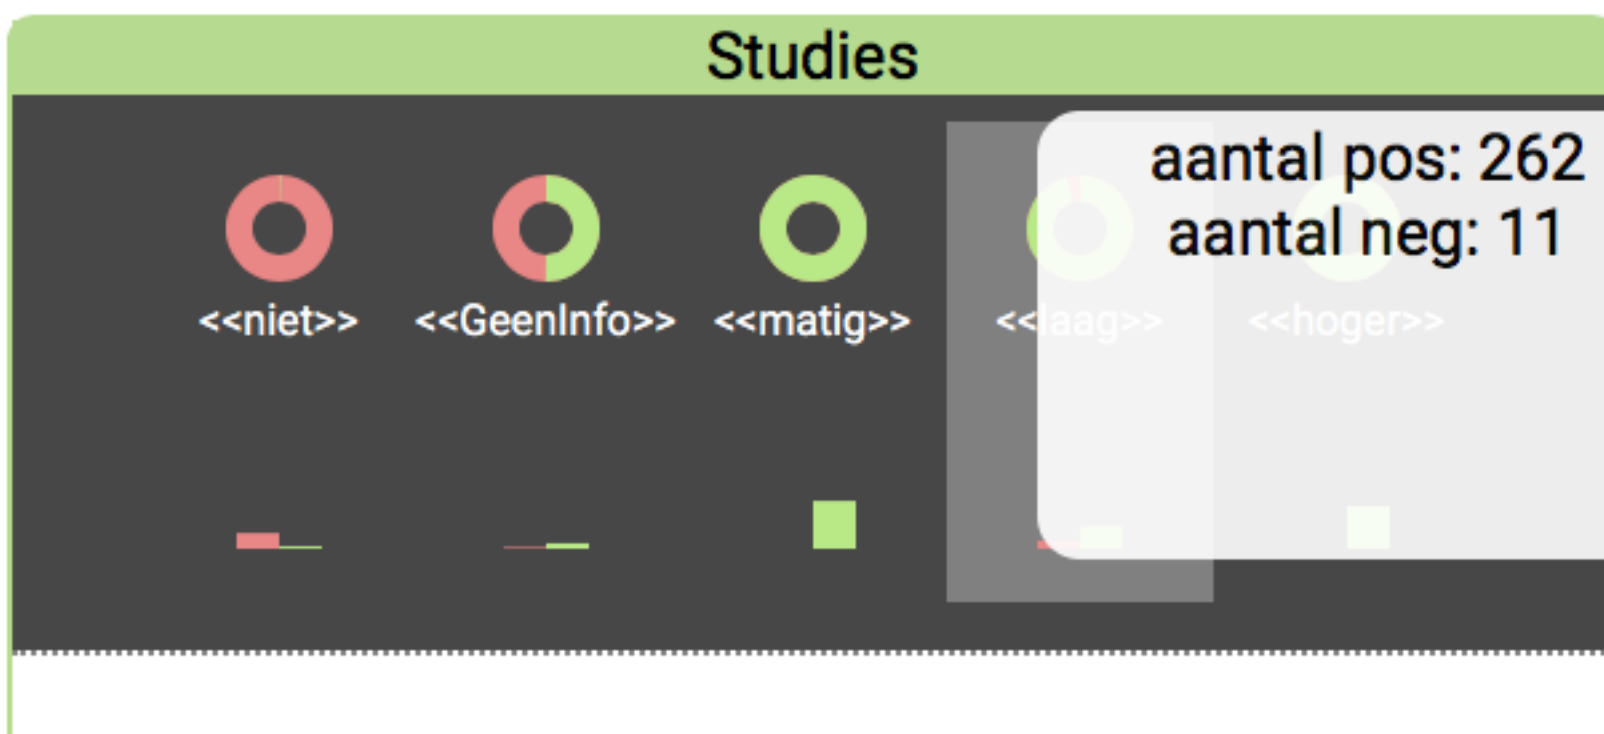 Studies
aantal pos: 262
aantal neg: 11
<<niet>>
<<GeenInfo>>
<<matig>>
<<laag>>
<<hoger>>